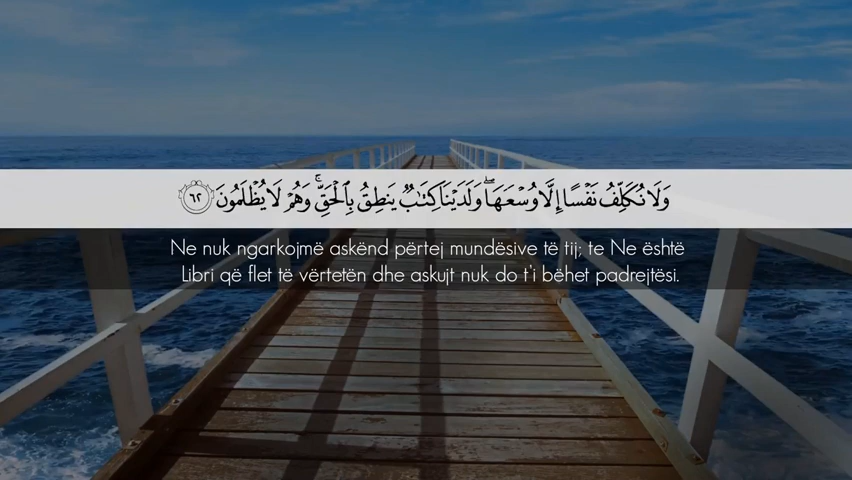 وَلَا نُكَلِّفُ نَفْسًا إِلَّا وُسْعَهَا ۖ وَلَدَيْنَا كِتَٰبٌ يَنطِقُ بِٱلْحَقِّ ۚ وَهُمْ لَا يُظْلَمُونَ ٦٢
Ne nuk ngarkojmë askënd përtej mundësive të tij; te Ne është
Libri që flet të vërtetën dhe askujt nuk do t'i bëhet padrejtësi.